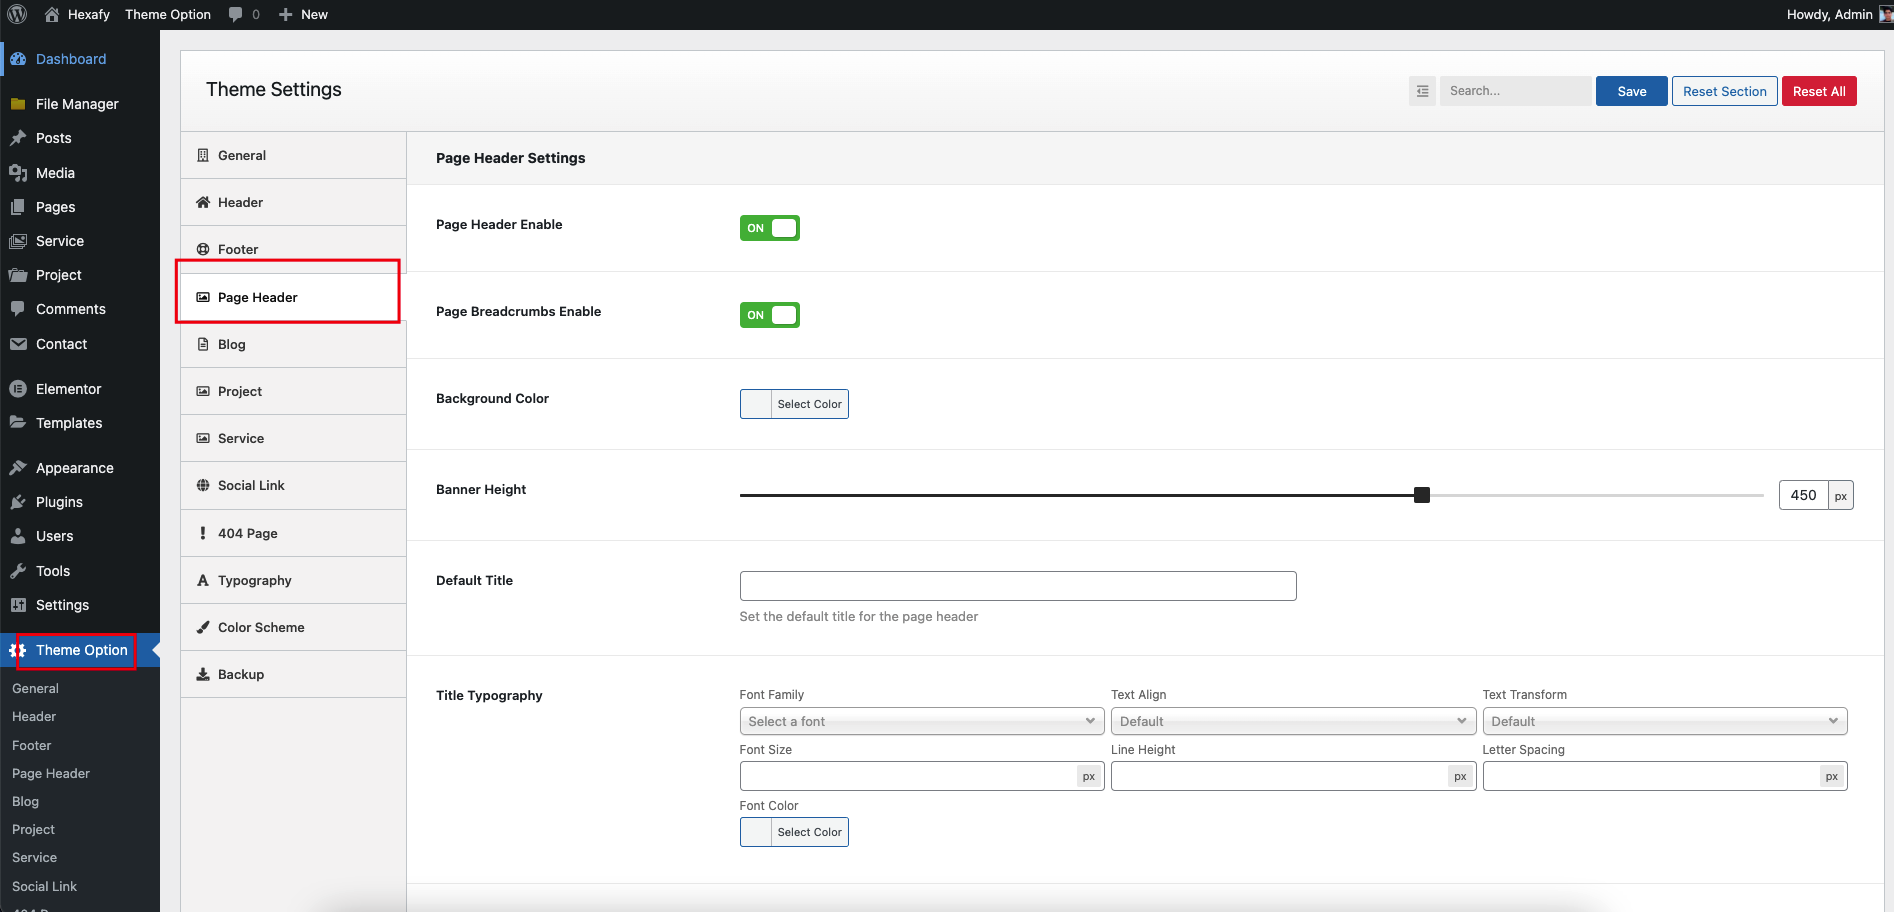 Hexafy Theme Option 0 New Howdy, Admin
Dashboard
File Manager
Posts
Media
Pages
Service
Project
Comments
Contact
Elementor
Templates
Appearance
Plugins
Users
Tools
Settings
Theme Option
General
Header
Footer
Page Header
Blog
Project
Service
Social Link
Theme Settings
Search... Save Reset Section Reset All
General
Header
Footer
Page Header
Blog
Project
Service
Social Link
404 Page
Typography
Color Scheme
Backup
Page Header Settings
Page Header Enable ON
Page Breadcrumbs Enable ON
Background Color Select Color
Banner Height 450 px
Default Title
Set the default title for the page header
Title Typography
Font Family Text Align Text Transform
Select a font Default Default
Font Size Line Height Letter Spacing
px px px
Font Color
Select Color